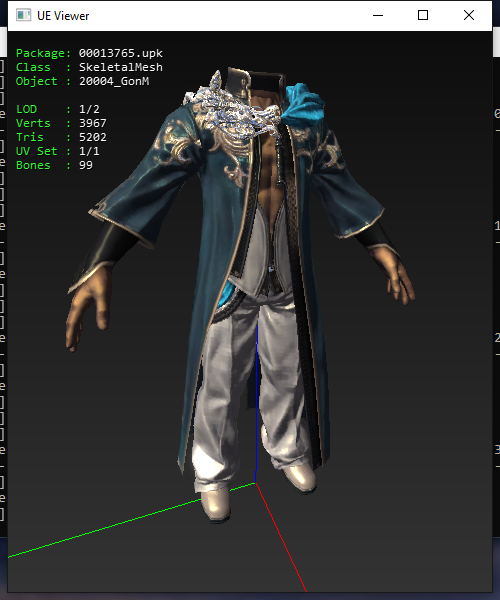 UE Viewer
Package: 00013765.upk
Class : SkeletalMesh
Object : 20004_GonM
LOD : 1/2
Verts : 3967
Tris : 5202
UV Set : 1/1
Bones : 99